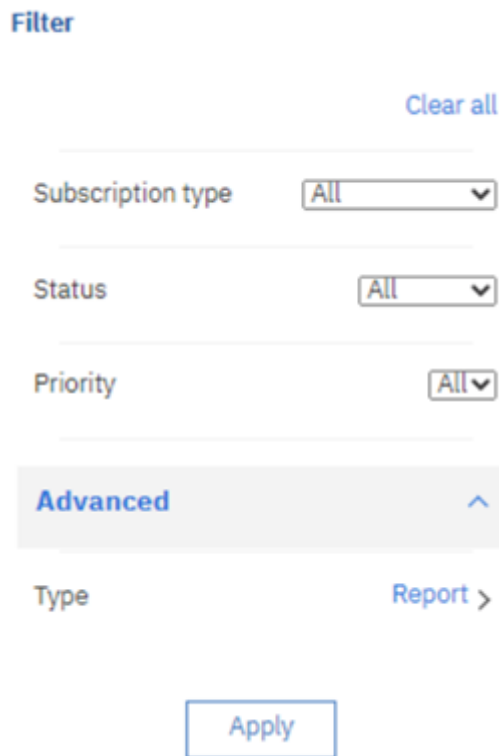 Filter
Clear all
Subscription type All
Status All
Priority All
Advanced
Type Report
Apply